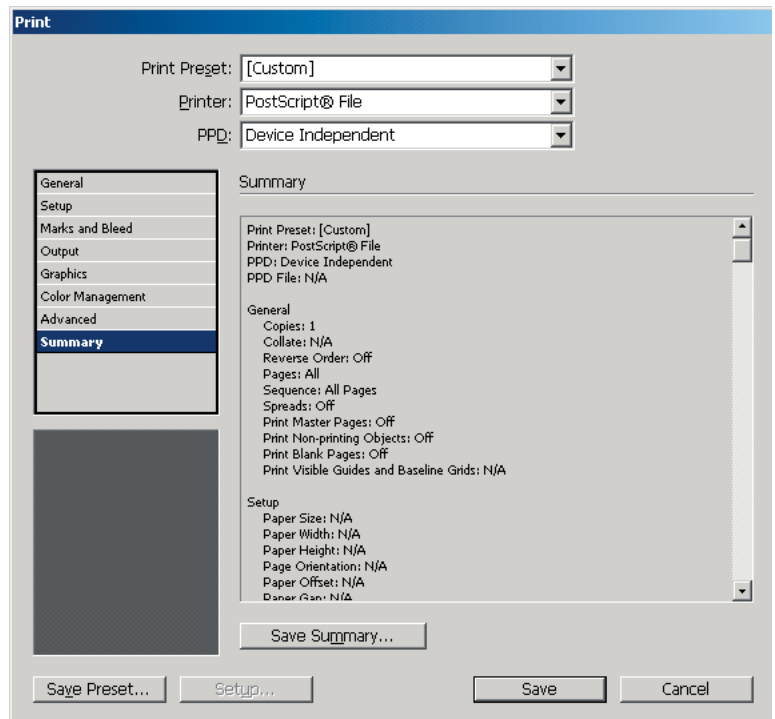 Print
Print Preset: [Custom]
Printer: PostScript® File
PPD: Device Independent
General
Setup
Marks and Bleed
Output
Graphics
Color Management
Advanced
Summary
Summary
Print Preset: [Custom]
Printer: PostScript® File
PPD: Device Independent
PPD File: N/A
General
Copies: 1
Collate: N/A
Reverse Order: Off
Pages: All
Sequence: All Pages
Spreads: Off
Print Master Pages: Off
Print Non-printing Objects: Off
Print Blank Pages: Off
Print Visible Guides and Baseline Grids: N/A
Setup
Paper Size: N/A
Paper Width: N/A
Paper Height: N/A
Page Orientation: N/A
Paper Offset: N/A
Paper Gap: N/A
Save Summary...
Save Preset...
Setup...
Save
Cancel